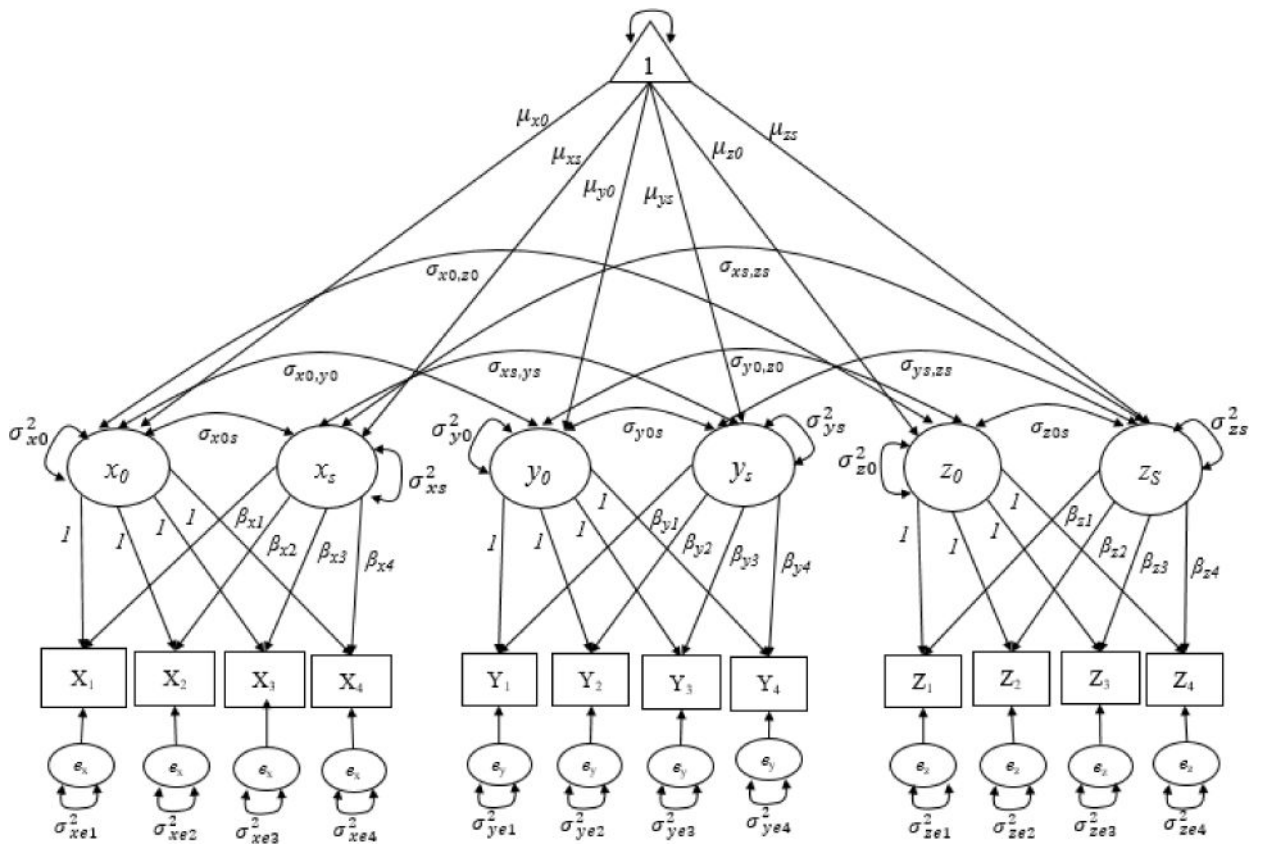 1
μx0 μxs μy0 μys μz0 μzs
σx0,z0 σxs,zs
σx0,y0 σxs,ys σy0,z0 σys,zs
σ²x0 σx0s σ²y0 σy0s σ²ys σz0s σ²zs
x0 xs σ²xs y0 ys σ²z0 z0 zS
1 1 1 1 βx1 βx2 βx3 βx4 1 1 1 1 βy1 βy2 βy3 βy4 1 1 1 1 βz1 βz2 βz3 βz4
X1 X2 X3 X4 Y1 Y2 Y3 Y4 Z1 Z2 Z3 Z4
ex ex ex ex ey ey ey ey ez ez ez ez
σ²xe1 σ²xe2 σ²xe3 σ²xe4 σ²ye1 σ²ye2 σ²ye3 σ²ye4 σ²ze1 σ²ze2 σ²ze3 σ²ze4